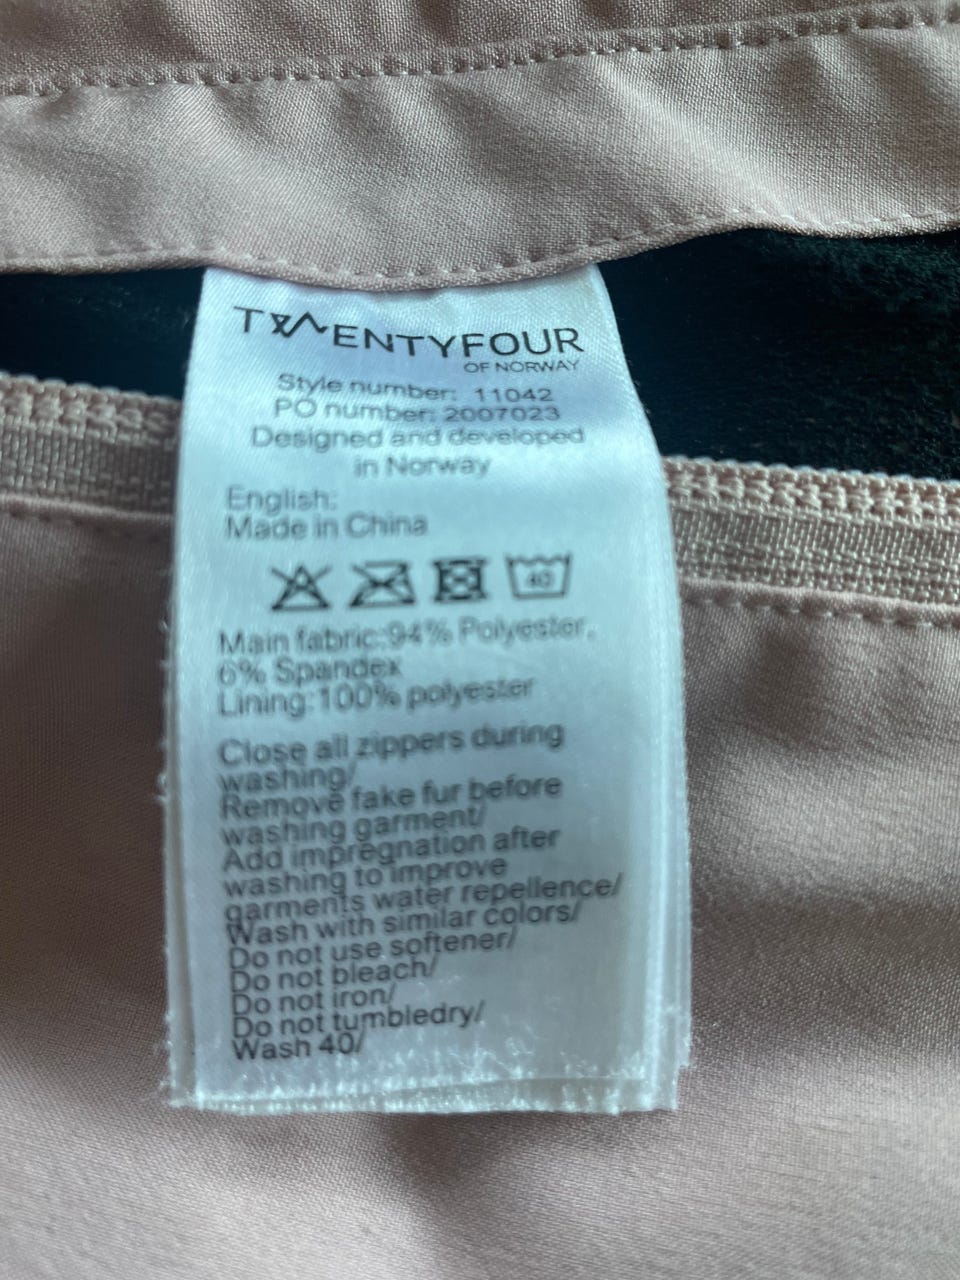 TWENTYFOUR
OF NORWAY
Style number: 11042
PO number: 2007023
Designed and developed
in Norway
English:
Made in China
40
Main fabric:94% Polyester,
6% Spandex
Lining:100% polyester
Close all zippers during
washing/
Remove fake fur before
washing garment/
Add impregnation after
washing to improve
garments water repellence/
Wash with similar colors/
Do not use softener/
Do not bleach/
Do not iron/
Do not tumbledry/
Wash 40/